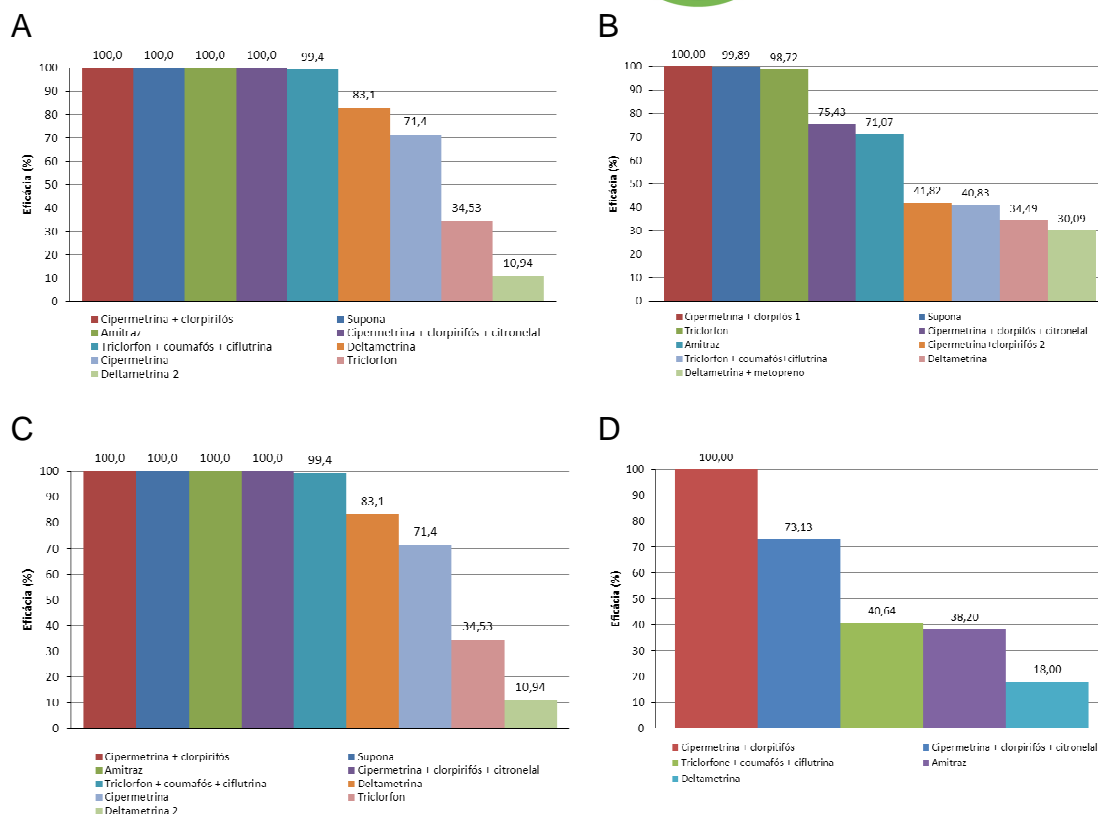 A
100,0 100,0 100,0 100,0 99,4
83,1
71,4
34,53
10,94
Eficácia (%)
100
90
80
70
60
50
40
30
20
10
0
Cipermetrina + clorpirifós
Supona
Amitraz
Cipermetrina + clorpirifós + citronelal
Triclorfon + coumafós + ciflutrina
Deltametrina
Cipermetrina
Triclorfon
Deltametrina 2
B
100,00 99,89 98,72
75,43
71,07
41,82 40,83
34,49
30,09
Eficácia (%)
100
90
80
70
60
50
40
30
20
10
0
Cipermetrina + clorpifós 1
Supona
Triclorfon
Cipermetrina + clorpifós + citronelal
Amitraz
Cipermetrina+clorpirifós 2
Triclorfon + coumafós+ciflutrina
Deltametrina
Deltametrina + metopreno
C
100,0 100,0 100,0 100,0 99,4
83,1
71,4
34,53
10,94
Eficácia (%)
100
90
80
70
60
50
40
30
20
10
0
Cipermetrina + clorpirifós
Supona
Amitraz
Cipermetrina + clorpirifós + citronelal
Triclorfon + coumafós + ciflutrina
Deltametrina
Cipermetrina
Triclorfon
Deltametrina 2
D
100,00
73,13
40,64
38,20
18,00
Eficácia (%)
100
90
80
70
60
50
40
30
20
10
0
Cipermetrina + clorpitifós
Cipermetrina + clorpirifós + citronelal
Triclorfone + coumafós + ciflutrina
Amitraz
Deltametrina